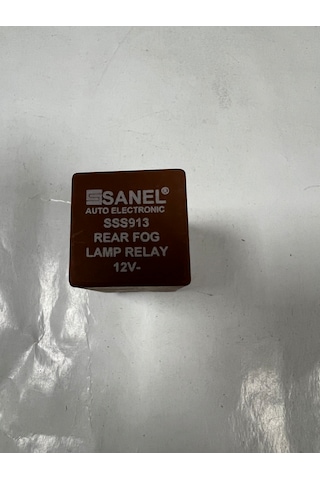 SANEL®
AUTO ELECTRONIC
SSS913
REAR FOG
LAMP RELAY
12V-